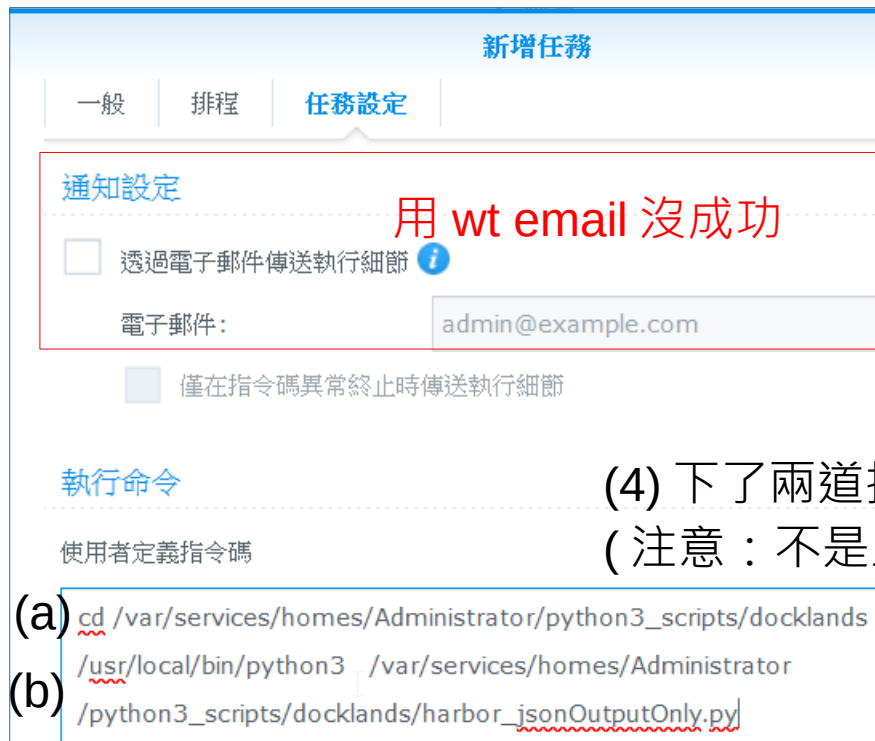 新增任務
一般 排程 任務設定
通知設定
用 wt email 沒成功
透過電子郵件傳送執行細節 i
電子郵件: admin@example.com
僅在指令碼異常終止時傳送執行細節
執行命令
(4) 下了兩道
(注意：不是
使用者定義指令碼
(a) cd /var/services/homes/Administrator/python3_scripts/docklands
(b) /usr/local/bin/python3 /var/services/homes/Administrator
/python3_scripts/docklands/harbor_jsonOutputOnly.py